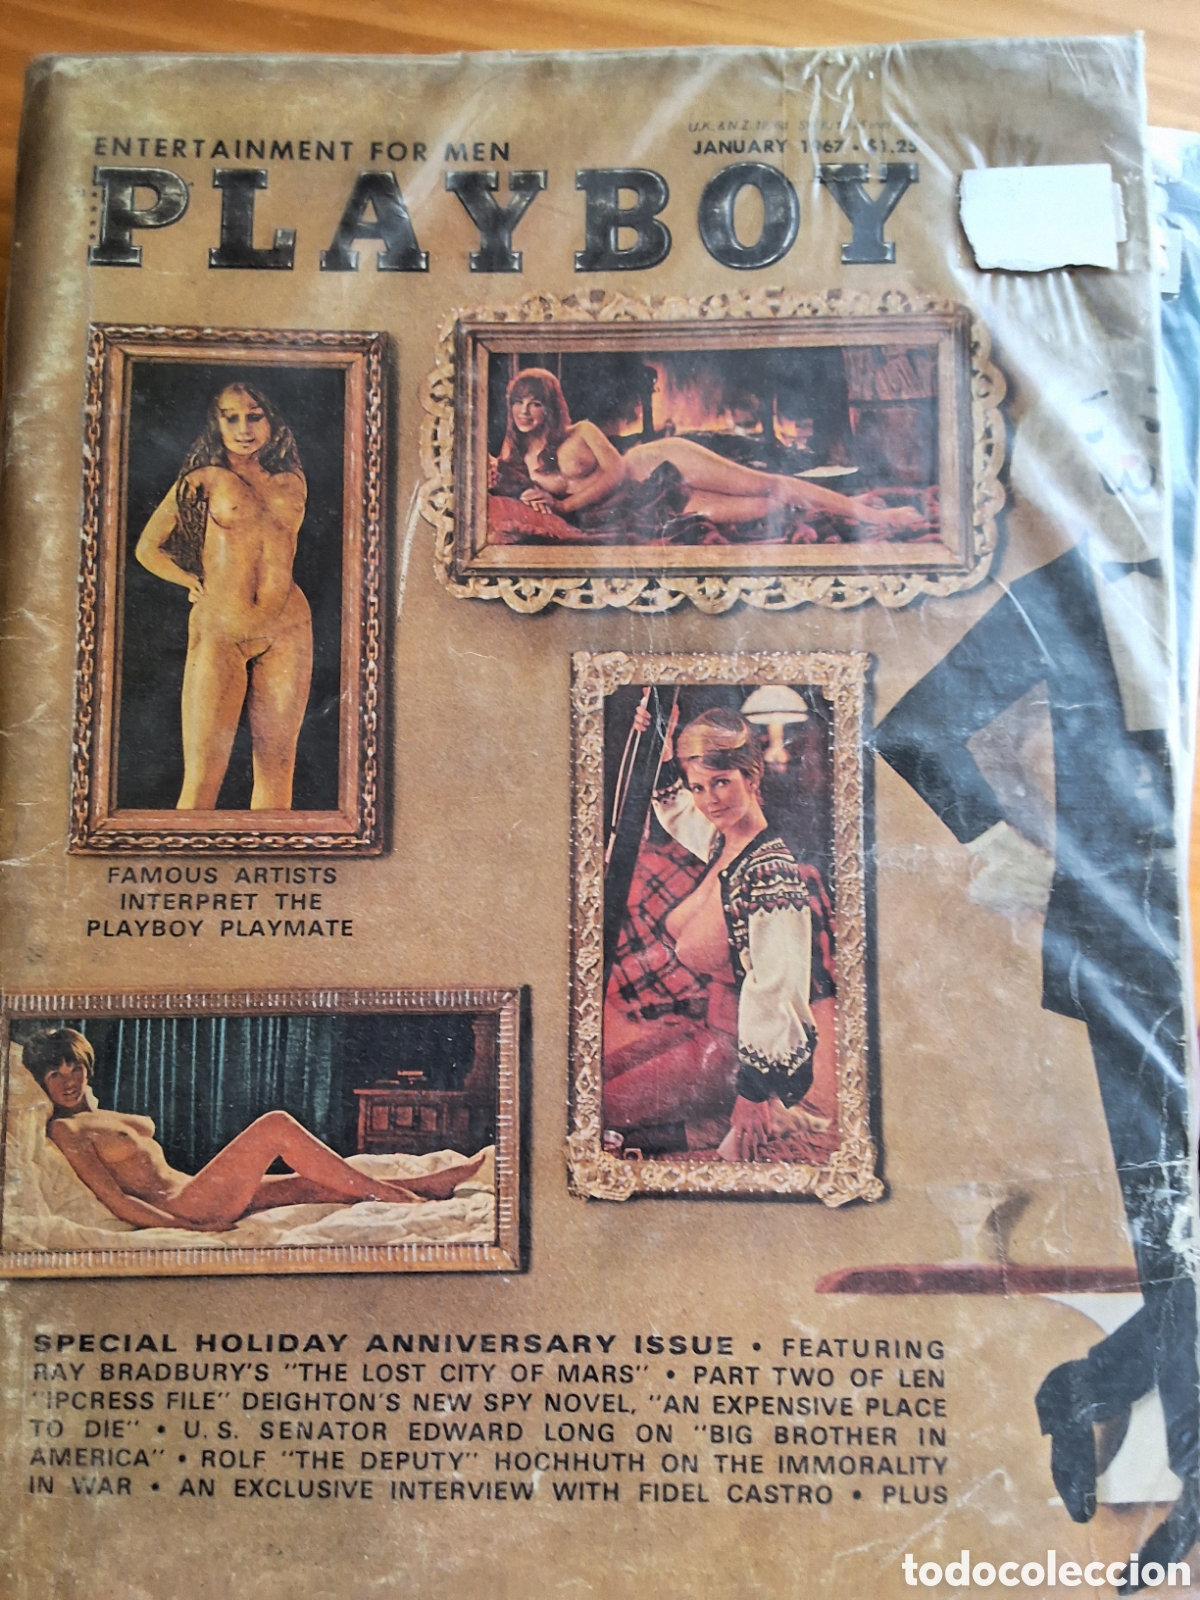 ENTERTAINMENT FOR MEN
JANUARY 1967 • $1.25
PLAYBOY
FAMOUS ARTISTS
INTERPRET THE
PLAYBOY PLAYMATE
SPECIAL HOLIDAY ANNIVERSARY ISSUE • FEATURING
RAY BRADBURY'S "THE LOST CITY OF MARS" • PART TWO OF LEN
"IPCRESS FILE" DEIGHTON'S NEW SPY NOVEL, "AN EXPENSIVE PLACE
TO DIE" • U. S. SENATOR EDWARD LONG ON "BIG BROTHER IN
AMERICA" • ROLF "THE DEPUTY" HOCHHUTH ON THE IMMORALITY
IN WAR • AN EXCLUSIVE INTERVIEW WITH FIDEL CASTRO • PLUS
todocoleccion